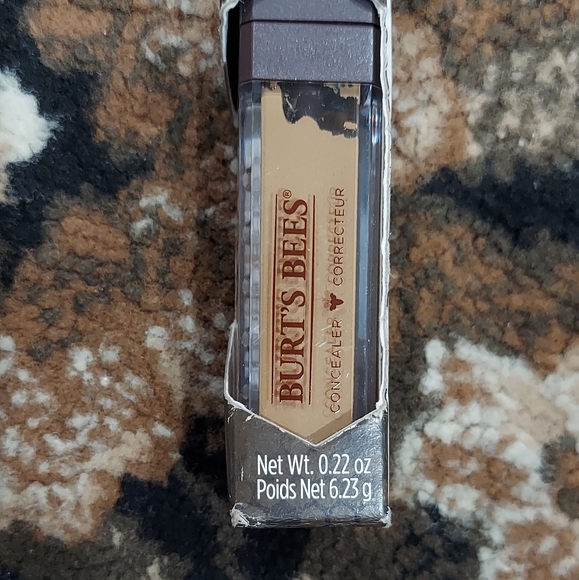 BURT'S BEES®
CONCEALER CORRECTEUR
Net Wt. 0.22 oz
Poids Net 6.23 g